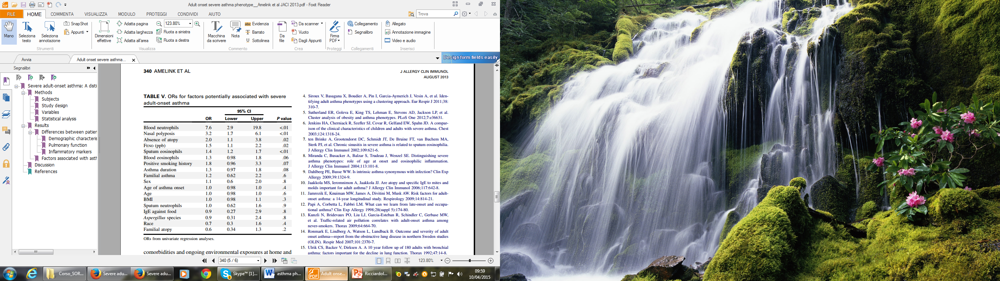 Adult onset severe asthma phenotype__Amelink et al JACI 2013.pdf - Foxit Reader
FILE HOME COMMENTA VISUALIZZA MODULO PROTEGGI CONDIVIDI AIUTO
Trova
Mano
Seleziona testo
Seleziona annotazione
SnapShot
Appunti
Strumenti
Dimensioni effettive
Adatta pagina
Adatta larghezza
Adatta all'area
123.80%
Ruota a sinistra
Ruota a destra
Visualizza
Macchina da scrivere
Nota
Evidenzia
Barrato
Sottolinea
Commento
Da file
Da scanner
Vuoto
Dagli Appunti
Crea
Firma PDF
Proteggi
Collegamento
Segnalibro
Collegamenti
Allegato
Annotazione immagine
Video e audio
Inserisci
Avvia
Adult onset severe asthma...
Design form fields easily
Segnalibri
Severe adult-onset asthma: A disti
Methods
Subjects
Study design
Variables
Statistical analysis
Results
Differences between patien
Demographic characteris
Pulmonary function
Inflammatory markers
Factors associated with asth
Discussion
References
340 AMELINK ET AL
J ALLERGY CLIN IMMUNOL
AUGUST 2013
TABLE V. ORs for factors potentially associated with severe
adult-onset asthma
95% CI
OR Lower Upper P value
Blood neutrophils 7.6 2.9 19.8 <.01
Nasal polyposis 3.2 1.7 6.1 <.01
Absence of atopy 2.0 1.1 3.8 .02
FENO (ppb) 1.5 1.1 2.2 .02
Sputum eosinophils 1.4 1.2 1.7 <.01
Blood eosinophils 1.3 0.98 1.8 .06
Positive smoking history 1.8 0.96 3.3 .07
Asthma duration 1.3 0.97 1.8 .08
Familial asthma 1.2 0.62 2.2 .6
Sex 1.1 0.6 2.0 .8
Age of asthma onset 1.0 0.98 1.0 .4
Age 1.0 0.98 1.0 .6
BMI 1.0 0.98 1.1 .3
Sputum neutrophils 1.0 0.62 1.6 .9
IgE against food 0.9 0.27 2.9 .8
Aspergillus species 0.9 0.31 2.4 .8
Race 0.7 0.3 1.6 .4
Familial atopy 0.6 0.34 1.3 .2
ORs from univariate regression analyses.
comorbidities and ongoing environmental exposures at home and
4. Siroux V, Basagana X, Boudier A, Pin I, Garcia-Aymerich J, Vesin A, et al. Iden-
tifying adult asthma phenotypes using a clustering approach. Eur Respir J 2011;38:
310-7.
5. Sutherland ER, Goleva E, King TS, Lehman E, Stevens AD, Jackson LP, et al.
Cluster analysis of obesity and asthma phenotypes. PLoS One 2012;7:e36631.
6. Jenkins HA, Cherniack R, Szefler SJ, Covar R, Gelfand EW, Spahn JD. A compar-
ison of the clinical characteristics of children and adults with severe asthma. Chest
2003;124:1318-24.
7. ten Brinke A, Grootendorst DC, Schmidt JT, De Bruine FT, van Buchem MA,
Sterk PJ, et al. Chronic sinusitis in severe asthma is related to sputum eosinophilia.
J Allergy Clin Immunol 2002;109:621-6.
8. Miranda C, Busacker A, Balzar S, Trudeau J, Wenzel SE. Distinguishing severe
asthma phenotypes: role of age at onset and eosinophilic inflammation.
J Allergy Clin Immunol 2004;113:101-8.
9. Dahlberg PE, Busse WW. Is intrinsic asthma synonymous with infection? Clin Exp
Allergy 2009;39:1324-9.
10. Jaakkola MS, Ieromnimon A, Jaakkola JJ. Are atopy and specific IgE to mites and
molds important for adult asthma? J Allergy Clin Immunol 2006;117:642-8.
11. Jamrozik E, Knuiman MW, James A, Divitini M, Musk AW. Risk factors for adult-
onset asthma: a 14-year longitudinal study. Respirology 2009;14:814-21.
12. Papi A, Corbetta L, Fabbri LM. What can we learn from late-onset and occupa-
tional asthma? Clin Exp Allergy 1998;28(suppl 5):174-80.
13. Kunzli N, Bridevaux PO, Liu LJ, Garcia-Esteban R, Schindler C, Gerbase MW,
et al. Traffic-related air pollution correlates with adult-onset asthma among
never-smokers. Thorax 2009;64:664-70.
14. Ronmark E, Lindberg A, Watson L, Lundback B. Outcome and severity of adult
onset asthma—report from the obstructive lung disease in northern Sweden studies
(OLIN). Respir Med 2007;101:2370-7.
15. Ulrik CS, Backer V, Dirksen A. A 10 year follow up of 180 adults with bronchial
asthma: factors important for the decline in lung function. Thorax 1992;47:14-8.
340 (5 / 6)
123.80%
Corso_SOR...
Severe adu...
Severe adu...
Skype™ [1]...
asthma ph...
Adult onse...
Ricciardol...
09:59
10/04/2015